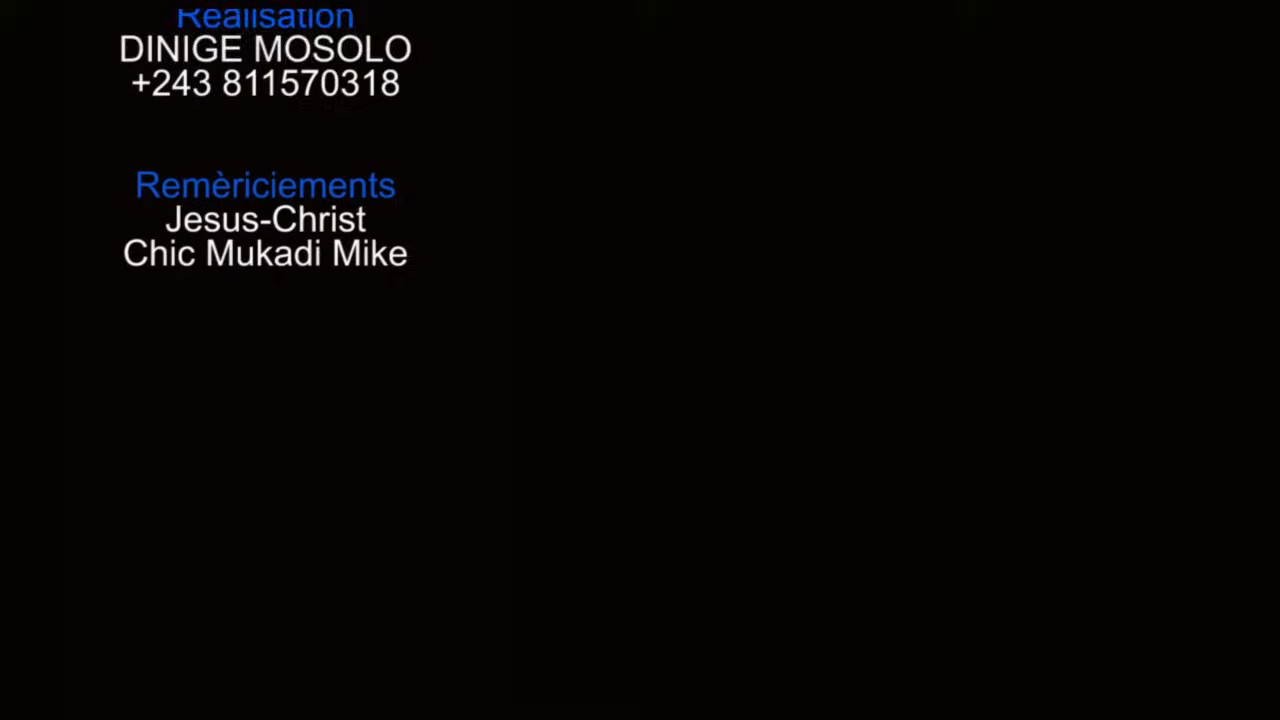 Réalisation
DINIGE MOSOLO
+243 811570318
Remèriciements
Jesus-Christ
Chic Mukadi Mike